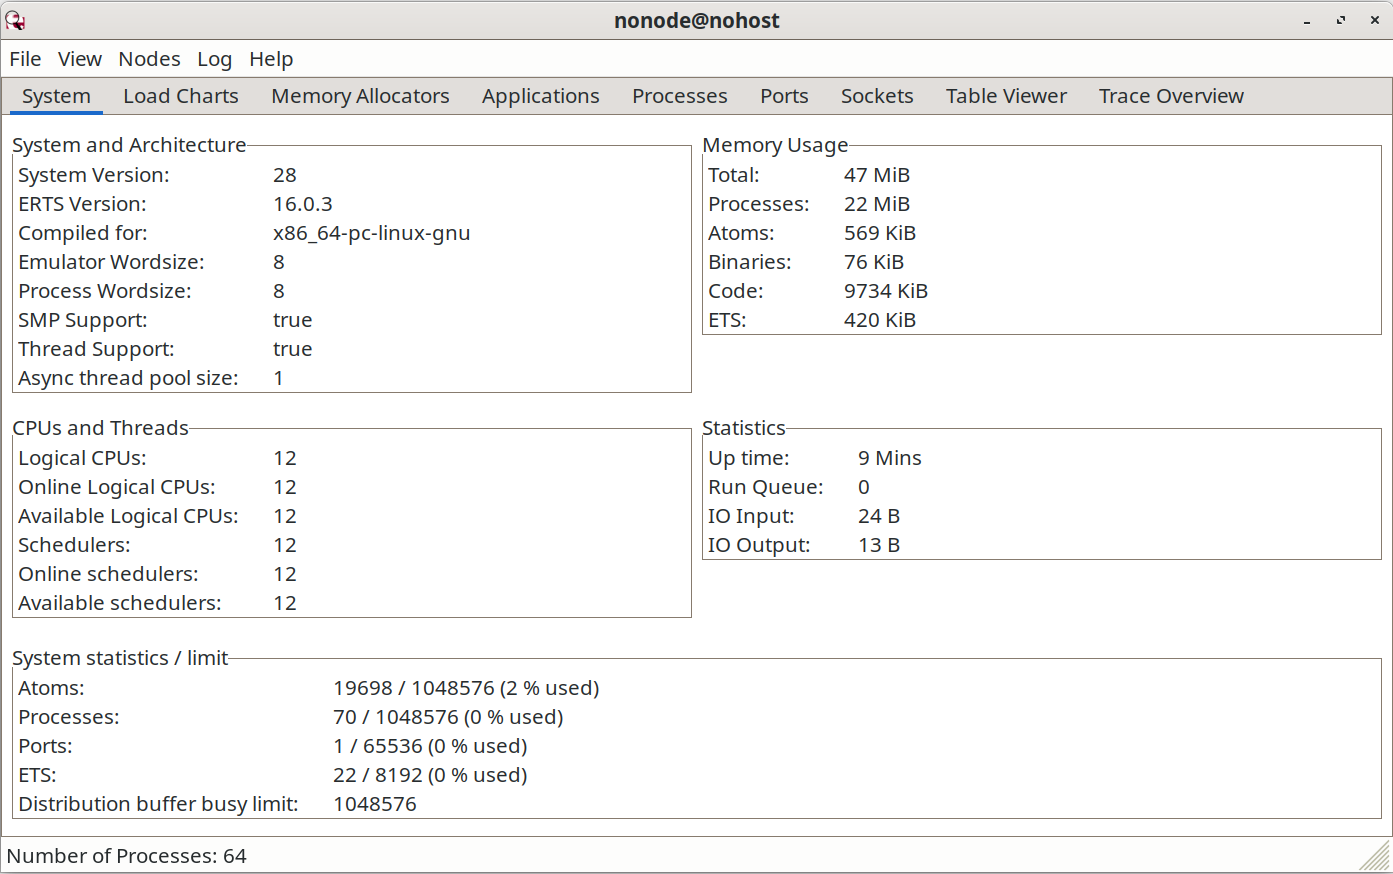 nonode@nohost
File View Nodes Log Help
System Load Charts Memory Allocators Applications Processes Ports Sockets Table Viewer Trace Overview
System and Architecture
System Version: 28
ERTS Version: 16.0.3
Compiled for: x86_64-pc-linux-gnu
Emulator Wordsize: 8
Process Wordsize: 8
SMP Support: true
Thread Support: true
Async thread pool size: 1
Memory Usage
Total: 47 MiB
Processes: 22 MiB
Atoms: 569 KiB
Binaries: 76 KiB
Code: 9734 KiB
ETS: 420 KiB
CPUs and Threads
Logical CPUs: 12
Online Logical CPUs: 12
Available Logical CPUs: 12
Schedulers: 12
Online schedulers: 12
Available schedulers: 12
Statistics
Up time: 9 Mins
Run Queue: 0
IO Input: 24 B
IO Output: 13 B
System statistics / limit
Atoms: 19698 / 1048576 (2 % used)
Processes: 70 / 1048576 (0 % used)
Ports: 1 / 65536 (0 % used)
ETS: 22 / 8192 (0 % used)
Distribution buffer busy limit: 1048576
Number of Processes: 64